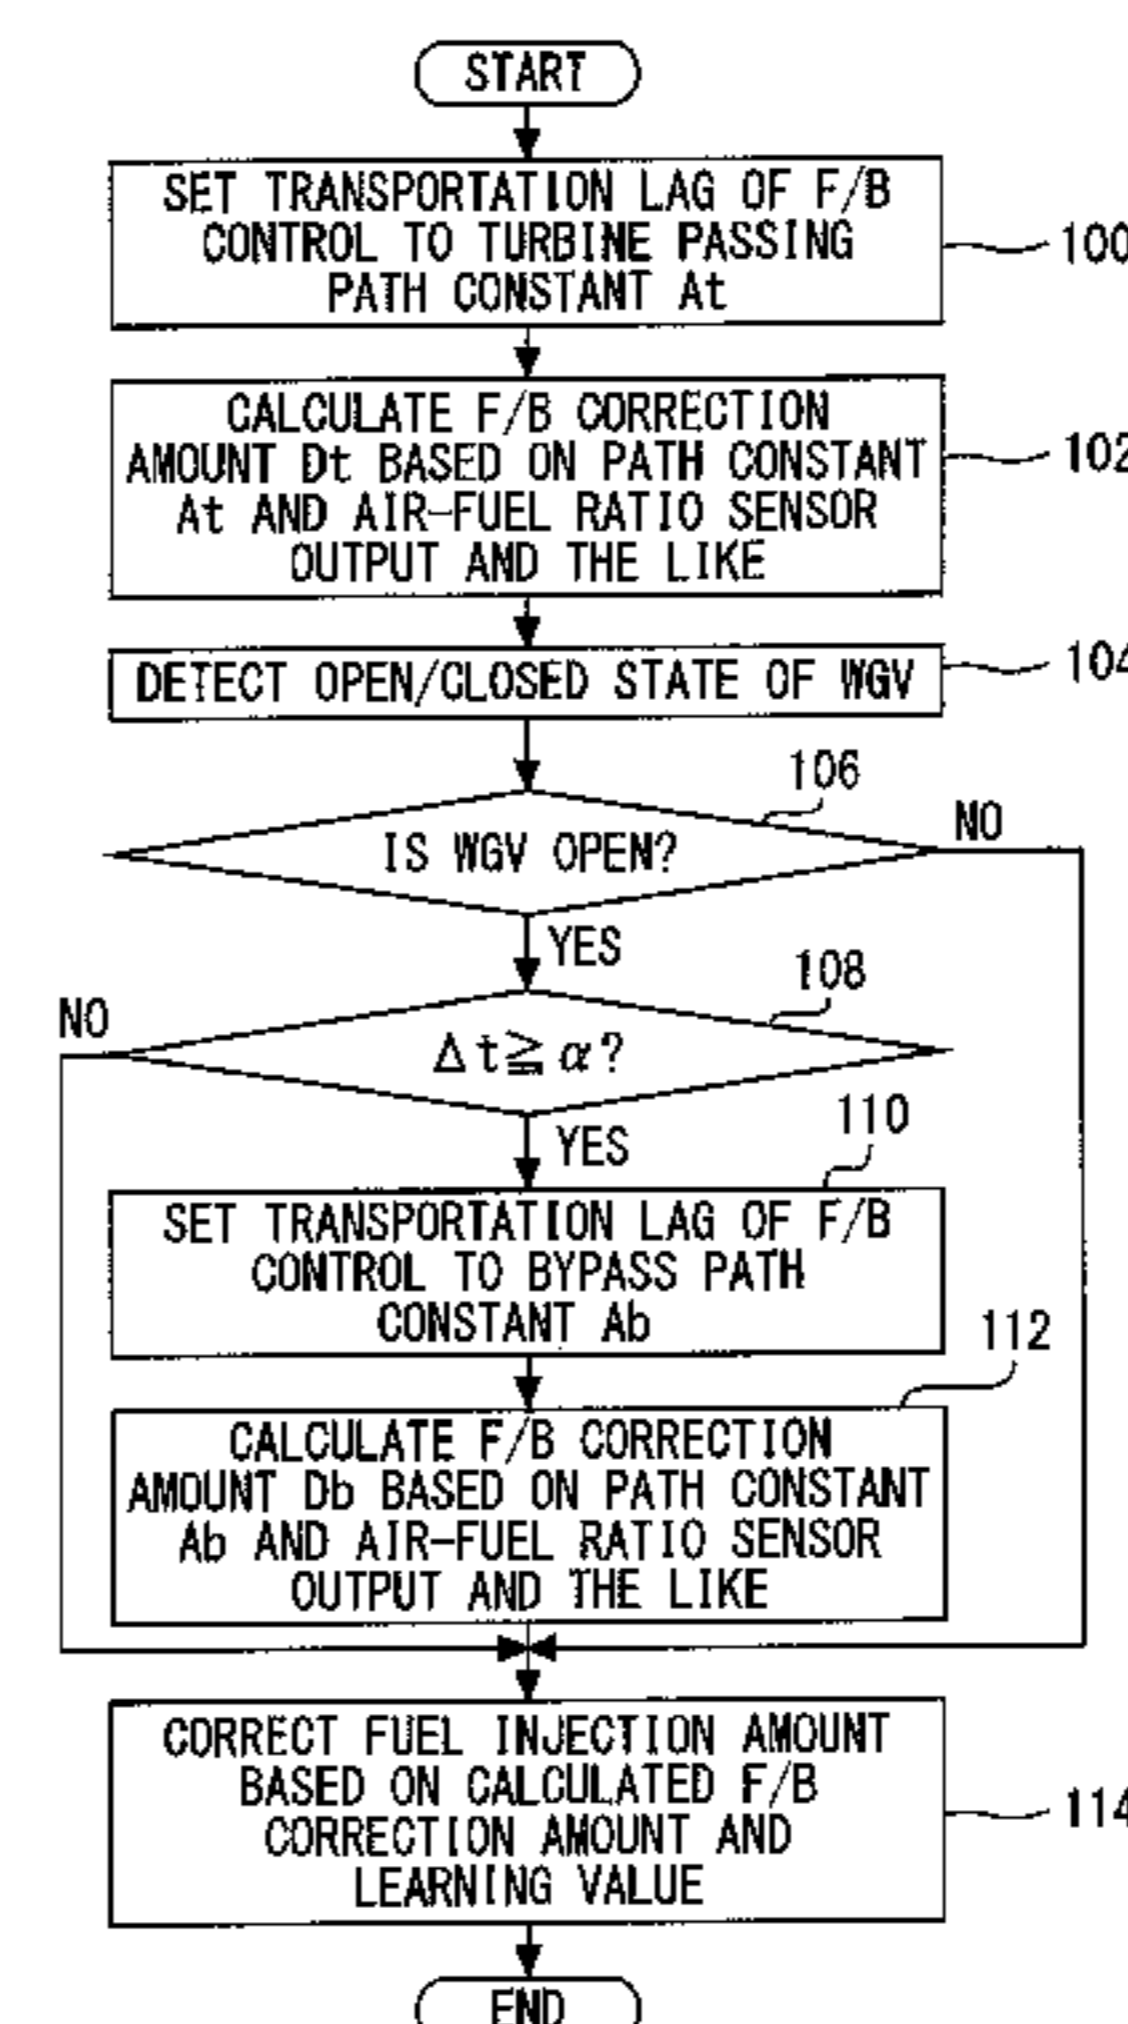 START
SET TRANSPORTATION LAG OF F/B
CONTROL TO TURBINE PASSING
PATH CONSTANT At
100
CALCULATE F/B CORRECTION
AMOUNT Dt BASED ON PATH CONSTANT
At AND AIR-FUEL RATIO SENSOR
OUTPUT AND THE LIKE
102
DETECT OPEN/CLOSED STATE OF WGV
104
106
IS WGV OPEN?
NO
YES
108
NO
Δt≧α?
YES
110
SET TRANSPORTATION LAG OF F/B
CONTROL TO BYPASS PATH
CONSTANT Ab
112
CALCULATE F/B CORRECTION
AMOUNT Db BASED ON PATH CONSTANT
Ab AND AIR-FUEL RATIO SENSOR
OUTPUT AND THE LIKE
CORRECT FUEL INJECTION AMOUNT
BASED ON CALCULATED F/B
CORRECTION AMOUNT AND
LEARNING VALUE
114
END